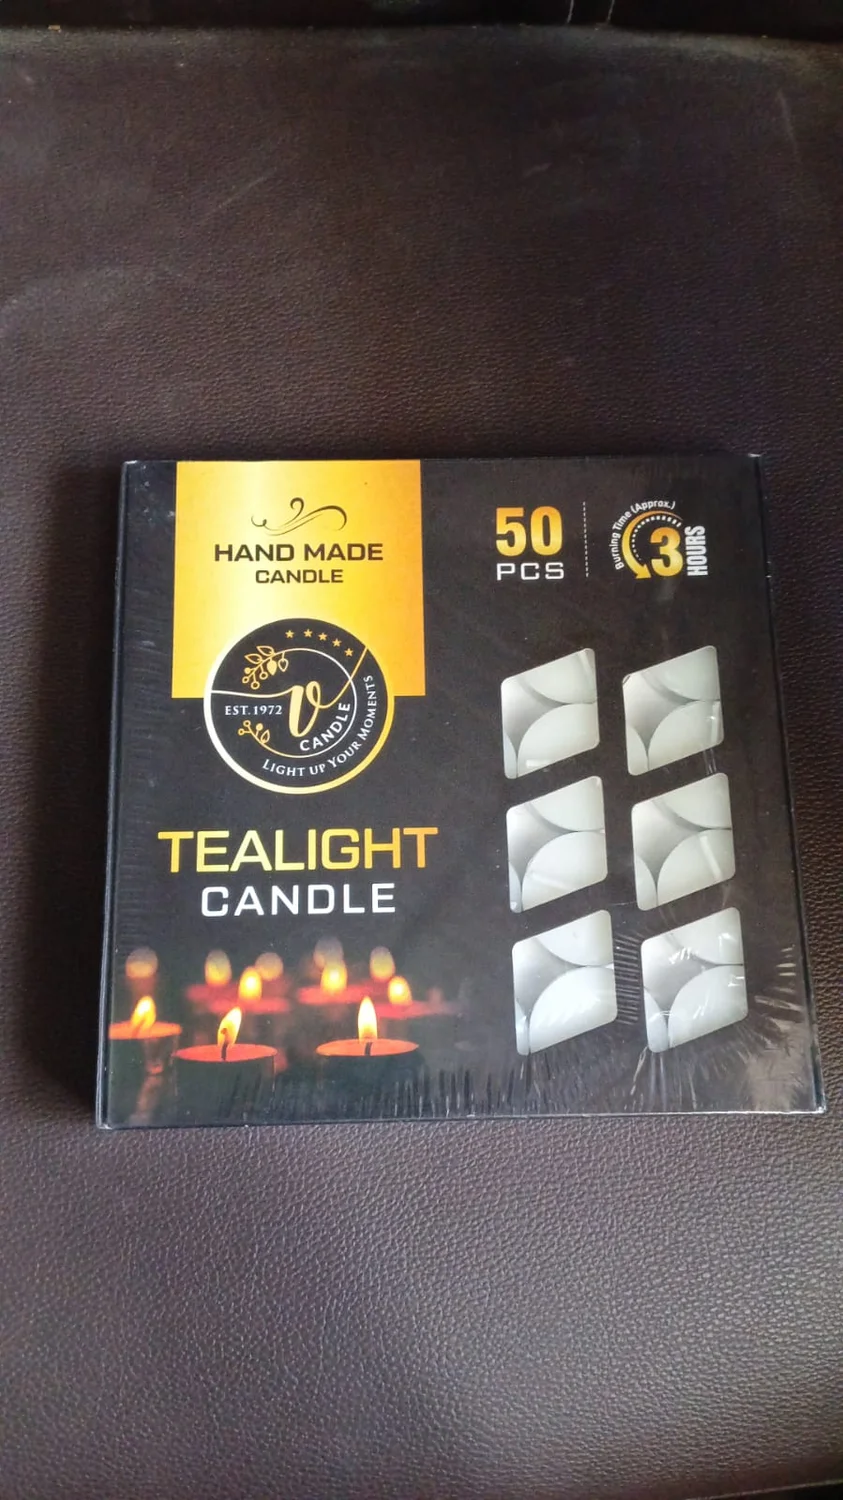 HAND MADE
CANDLE
EST. 1972
V
CANDLE
LIGHT UP YOUR MOMENTS
TEALIGHT
CANDLE
50
PCS
Burning Time (Approx.)
3
HOURS